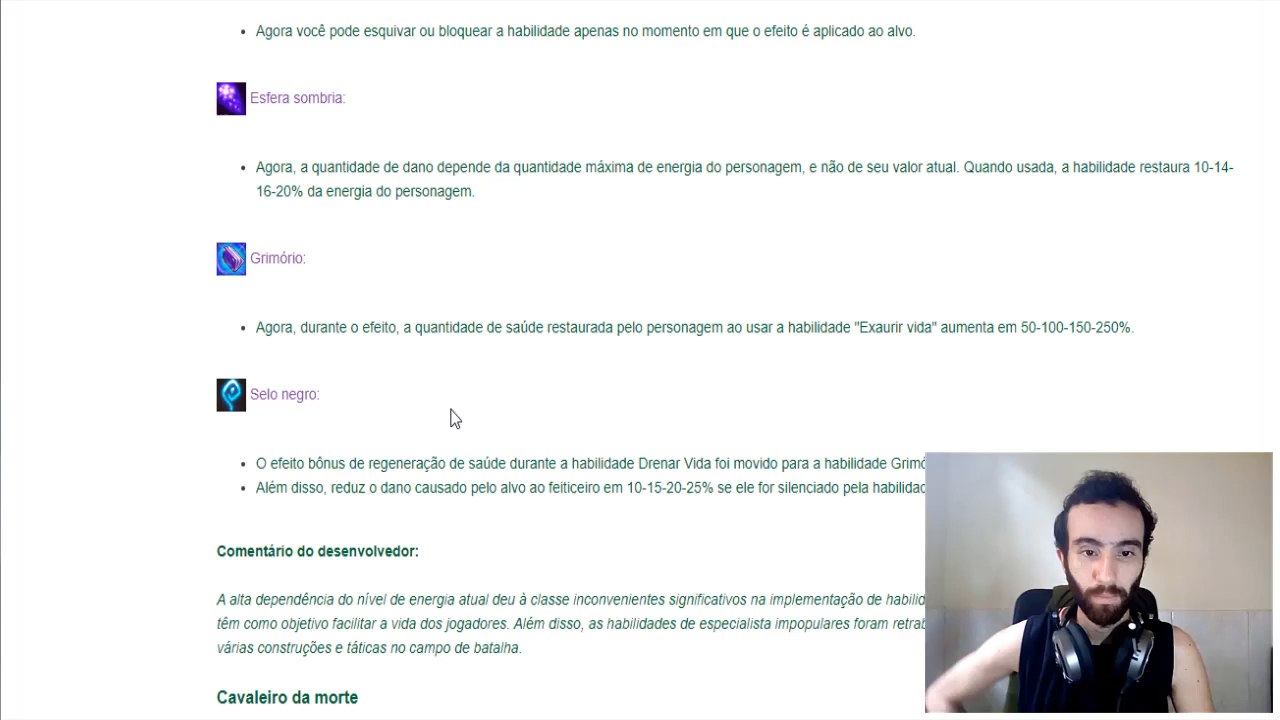 Agora você pode esquivar ou bloquear a habilidade apenas no momento em que o efeito é aplicado ao alvo.
Esfera sombria:
Agora, a quantidade de dano depende da quantidade máxima de energia do personagem, e não de seu valor atual. Quando usada, a habilidade restaura 10-14-
16-20% da energia do personagem.
Grimório:
Agora, durante o efeito, a quantidade de saúde restaurada pelo personagem ao usar a habilidade "Exaurir vida" aumenta em 50-100-150-250%.
Selo negro:
O efeito bônus de regeneração de saúde durante a habilidade Drenar Vida foi movido para a habilidade
Além disso, reduz o dano causado pelo alvo ao feiticeiro em 10-15-20-25% se ele for silenciado pela
Comentário do desenvolvedor:
A alta dependência do nível de energia atual deu à classe inconvenientes significativos na implementação de
têm como objetivo facilitar a vida dos jogadores. Além disso, as habilidades de especialista impopulares foram
várias construções e táticas no campo de batalha.
Cavaleiro da morte